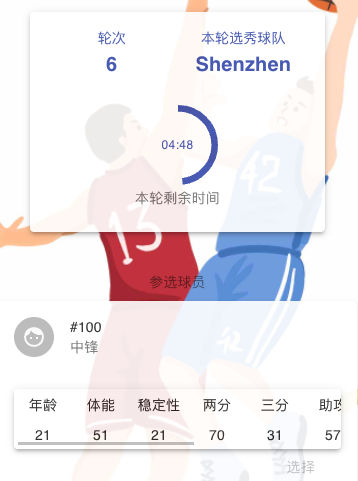 轮次 本轮选秀球队
6 Shenzhen
04:48
本轮剩余时间
13
42
参选球员
#100
中锋
年龄 体能 稳定性 两分 三分 助攻
21 51 21 70 31 57
选择